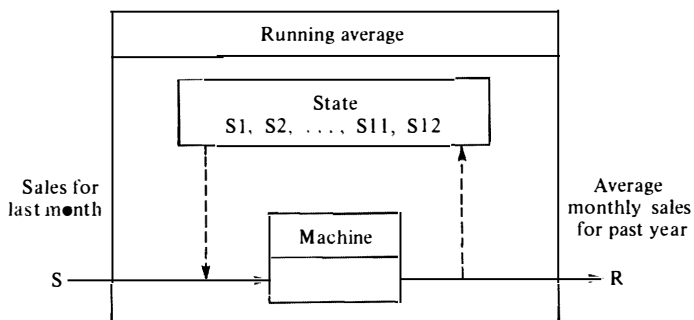 Running average
State
S1, S2, ..., S11, S12
Sales for
last month
Average
monthly sales
for past year
Machine
S
R